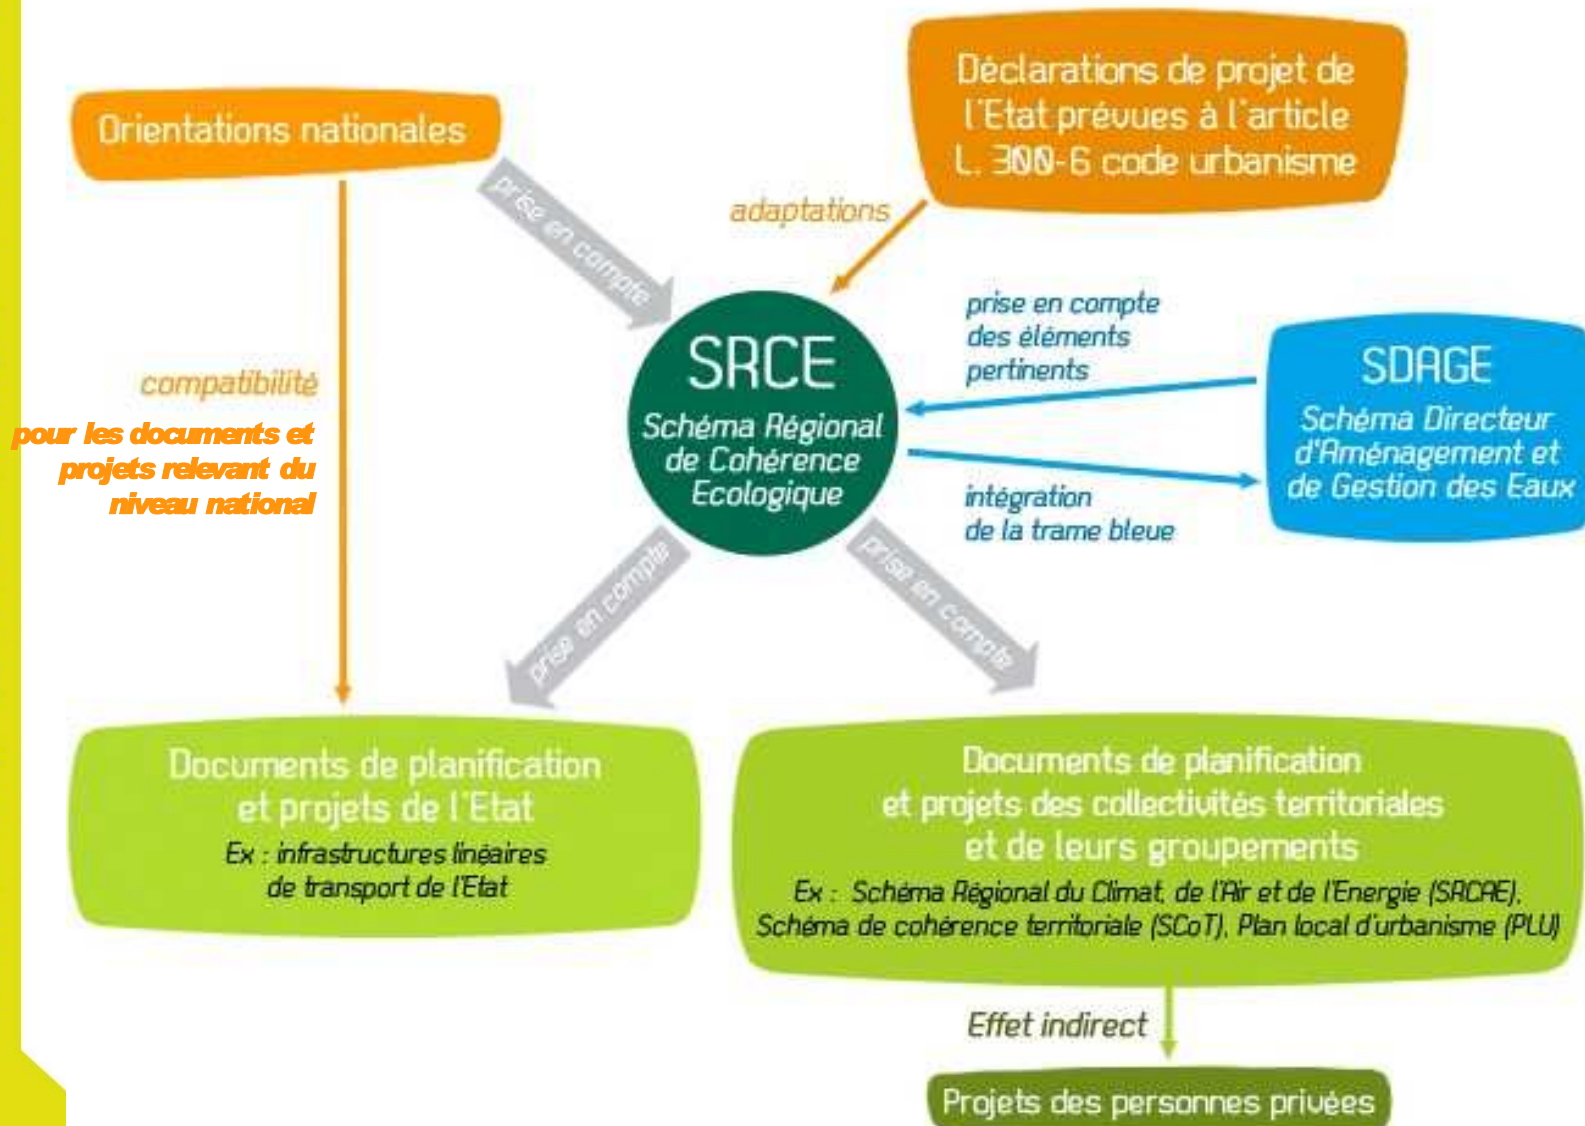 Déclarations de projet de
l'Etat prévues à l'article
L. 300-6 code urbanisme
Orientations nationales
prise en compte
adaptations
prise en compte
des éléments
pertinents
SRCE
Schéma Régional
de Cohérence
Ecologique
SDAGE
Schéma Directeur
d'Aménagement et
de Gestion des Eaux
compatibilité
pour les documents et
projets relevant du
niveau national
intégration
de la trame bleue
prise en compte
prise en compte
Documents de planification
et projets de l'Etat
Ex : infrastructures linéaires
de transport de l'Etat
Documents de planification
et projets des collectivités territoriales
et de leurs groupements
Ex : Schéma Régional du Climat, de l'Air et de l'Energie (SRCAE),
Schéma de cohérence territoriale (SCoT), Plan local d'urbanisme (PLU)
Effet indirect
Projets des personnes privées